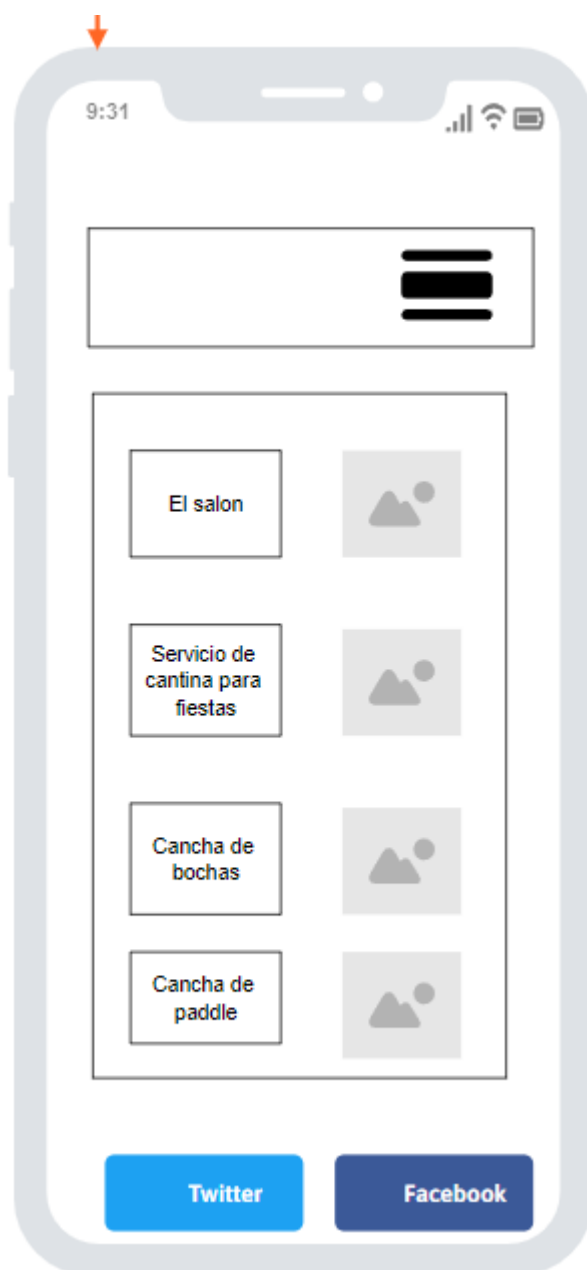 9:31
El salon
Servicio de
cantina para
fiestas
Cancha de
bochas
Cancha de
paddle
Twitter
Facebook